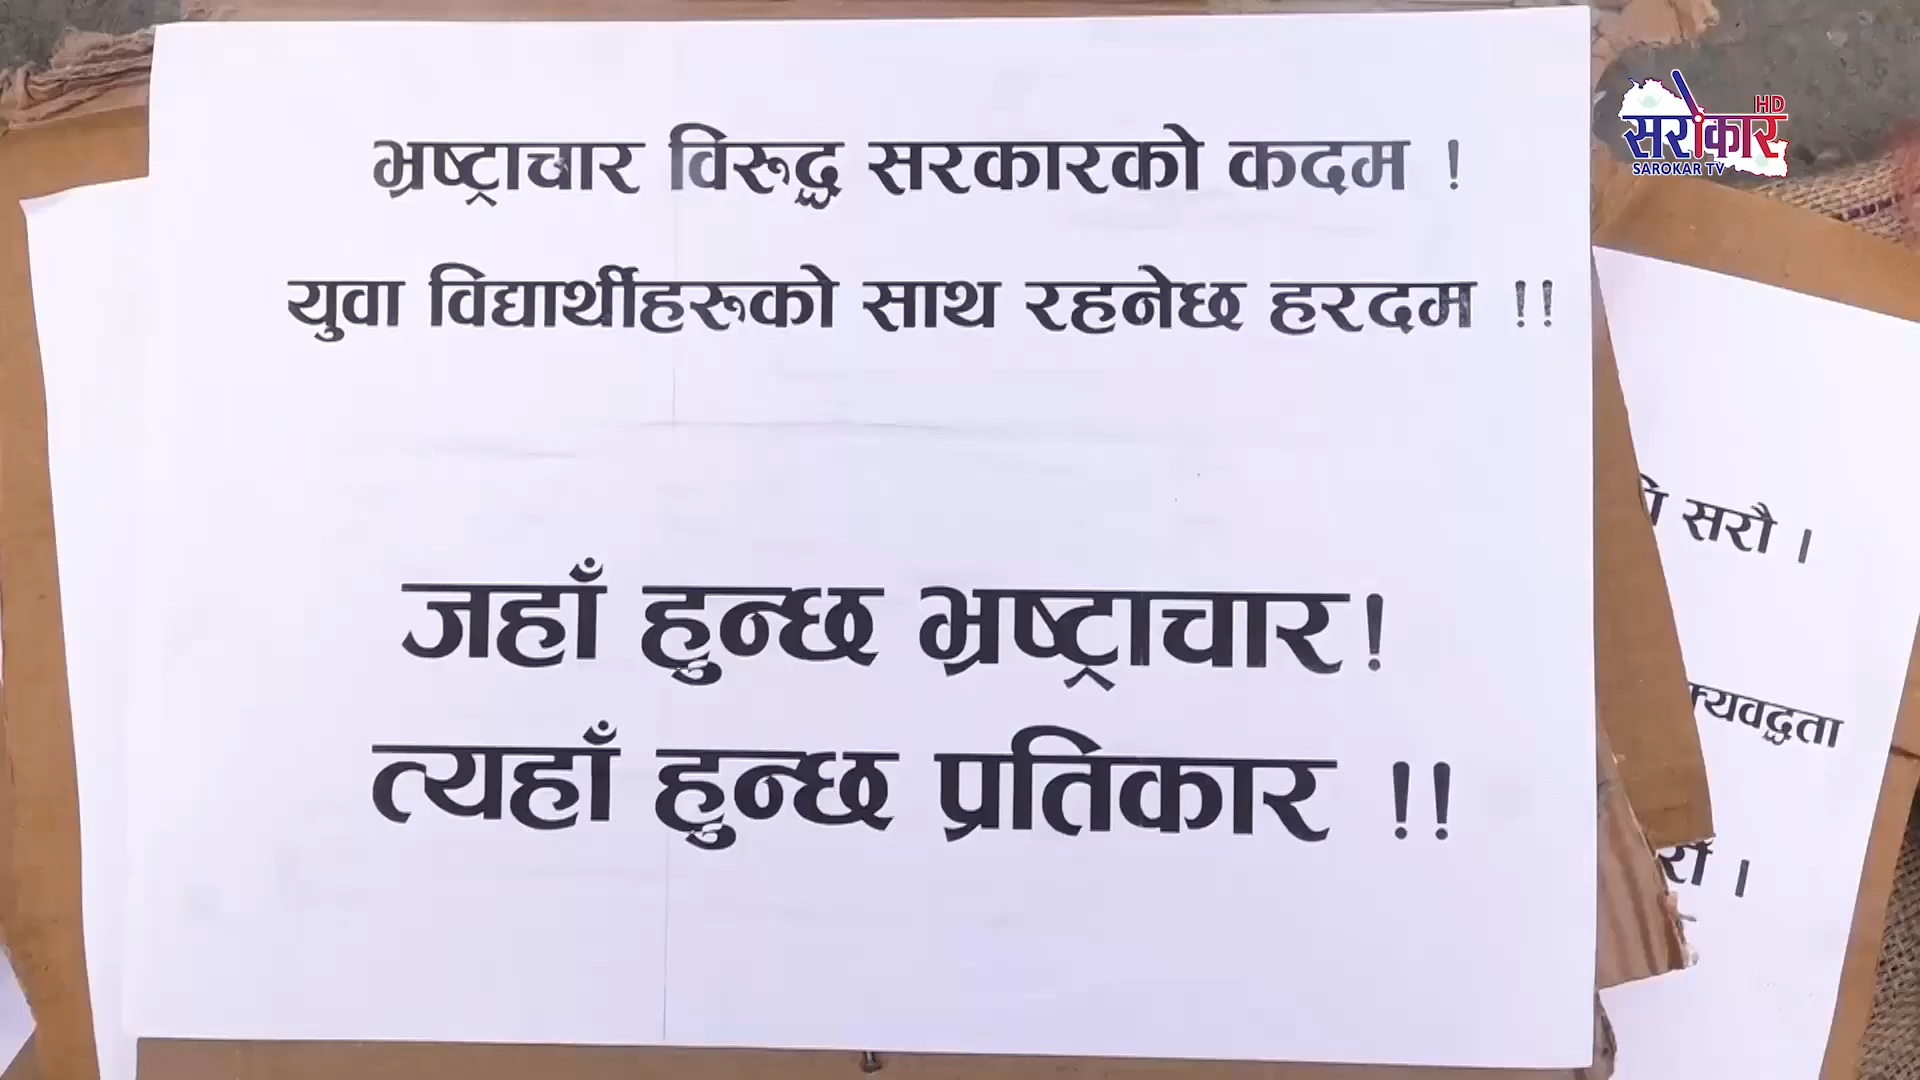 भ्रष्ट्राचार विरुद्ध सरकारको कदम !
युवा विद्यार्थीहरुको साथ रहनेछ हरदम !!
जहाँ हुन्छ भ्रष्ट्राचार!
त्यहाँ हुन्छ प्रतिकार !!
सरौ ।
HD
सरोकार
SAROKAR TV